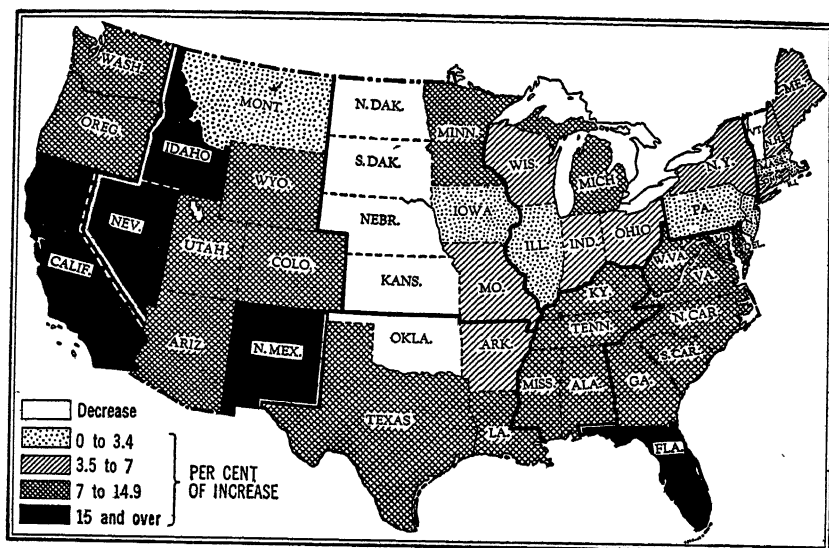 WASH.
MONT.
N. DAK.
MINN.
ME.
OREG.
IDAHO
S. DAK.
WIS.
MICH.
N.Y.
VT.
WYO.
NEBR.
IOWA
PA.
NEV.
UTAH
COLO.
ILL.
IND.
OHIO
W.VA.
VA.
DEL.
CALIF.
KANS.
MO.
KY.
N.CAR.
TENN.
S.CAR.
ARIZ.
N. MEX.
OKLA.
ARK.
MISS.
ALA.
GA.
TEXAS
LA.
FLA.
Decrease
0 to 3.4
3.5 to 7
7 to 14.9
15 and over
PER CENT
OF INCREASE